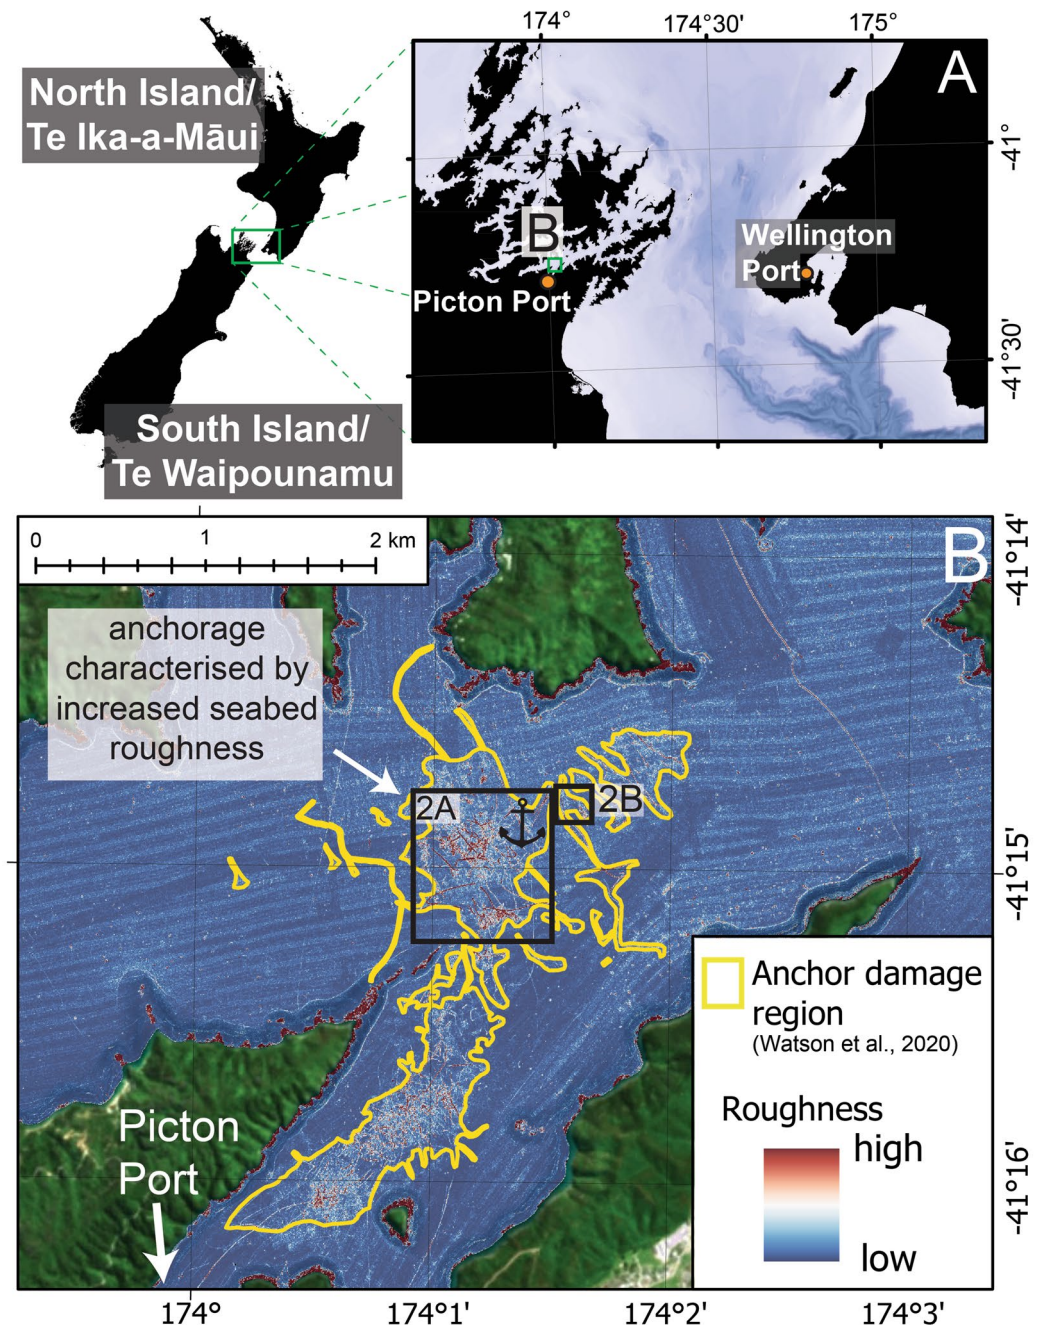 North Island/
Te Ika-a-Māui
South Island/
Te Waipounamu
174°
174°30'
175°
A
-41°
-41°30'
B
Picton Port
Wellington
Port
0
1
2 km
B
anchorage
characterised by
increased seabed
roughness
2A
2B
-41°14'
-41°15'
-41°16'
Picton
Port
Anchor damage
region
(Watson et al., 2020)
Roughness
high
low
174°
174°1'
174°2'
174°3'